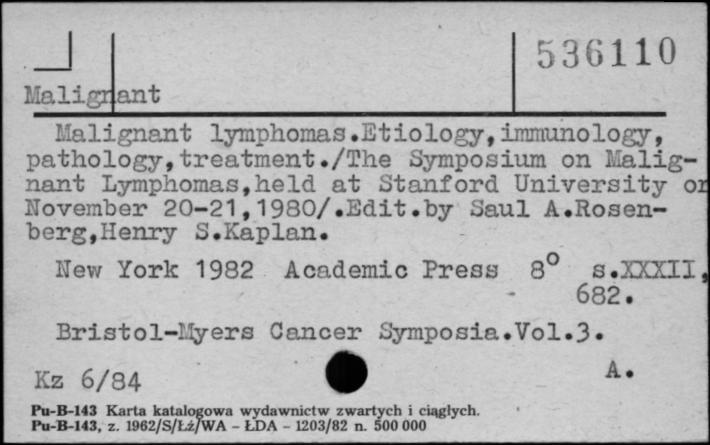 536110
Malignant
Malignant lymphomas.Etiology,immunology,
pathology,treatment./The Symposium on Malig-
nant Lymphomas,held at Stanford University on
November 20-21,1980/.Edit.by Saul A.Rosen-
berg,Henry S.Kaplan.
New York 1982 Academic Press 8° s.XXXII,
682.
Bristol-Myers Cancer Symposia.Vol.3.
A.
Kz 6/84
Pu-B-143 Karta katalogowa wydawnictw zwartych i ciągłych.
Pu-B-143, z. 1962/S/Łż/WA - ŁDA - 1203/82 n. 500 000